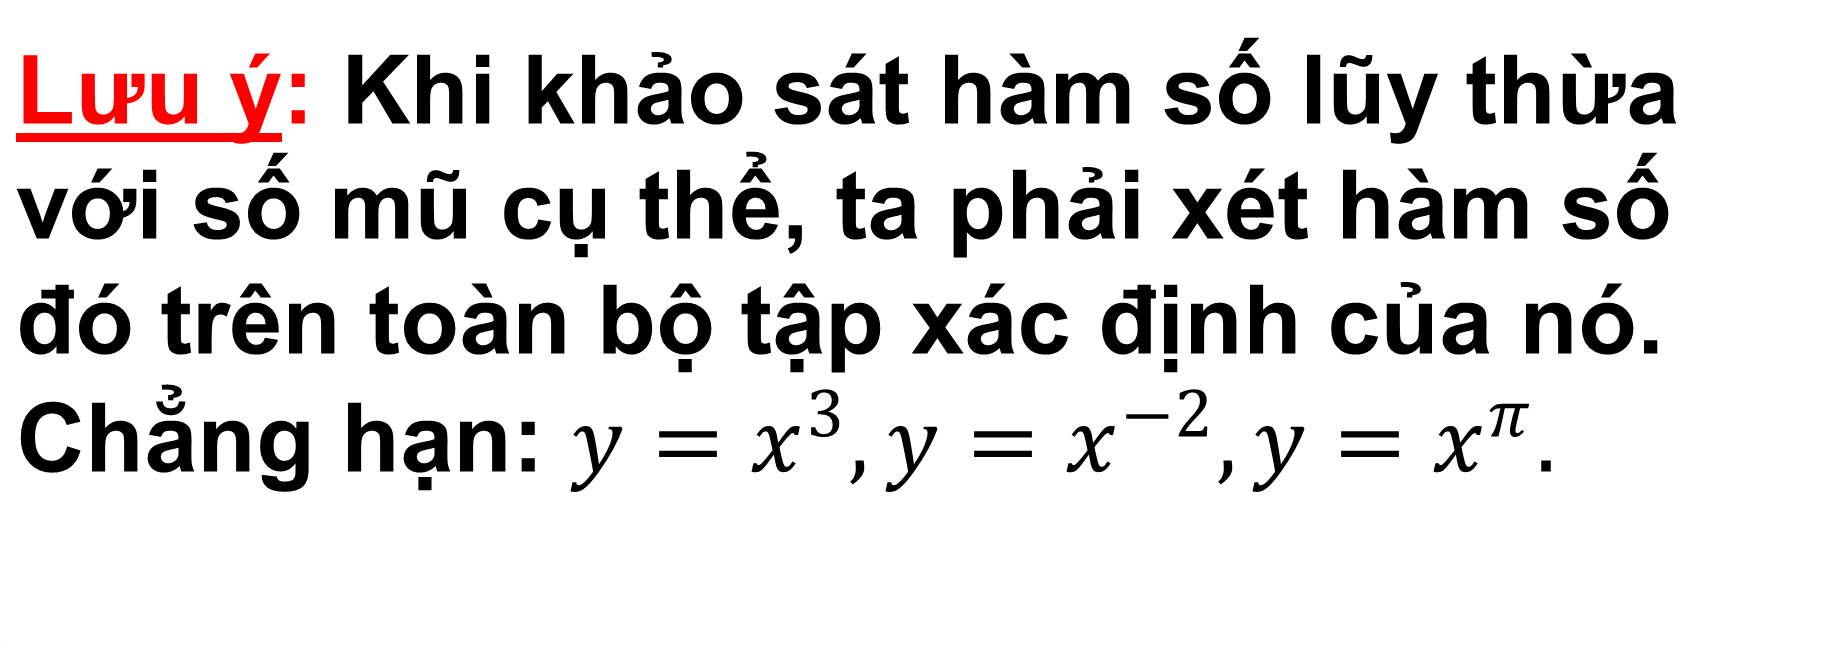 Lưu ý: Khi khảo sát hàm số lũy thừa
với số mũ cụ thể, ta phải xét hàm số
đó trên toàn bộ tập xác định của nó.
Chẳng hạn: $y = x^3, y = x^{-2}, y = x^{\pi}.$